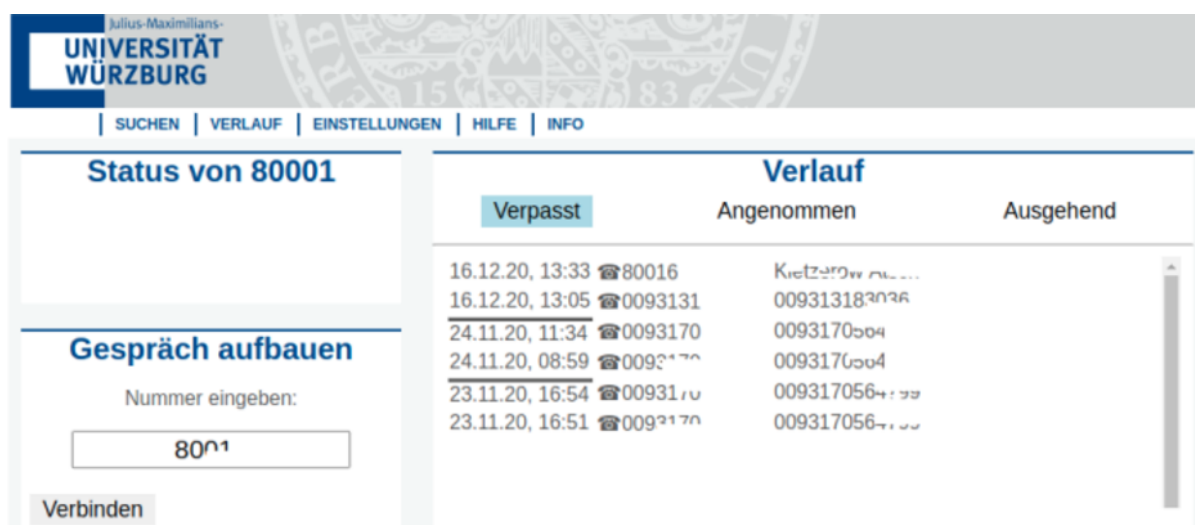 Julius-Maximilians-
UNIVERSITÄT
WÜRZBURG
SUCHEN | VERLAUF | EINSTELLUNGEN | HILFE | INFO
Status von 80001
Gespräch aufbauen
Nummer eingeben:
Verbinden
Verlauf
Verpasst Angenommen Ausgehend
16.12.20, 13:33 ☎80016
16.12.20, 13:05 ☎0093131
24.11.20, 11:34 ☎0093170
24.11.20, 08:59
23.11.20, 16:54
23.11.20, 16:51